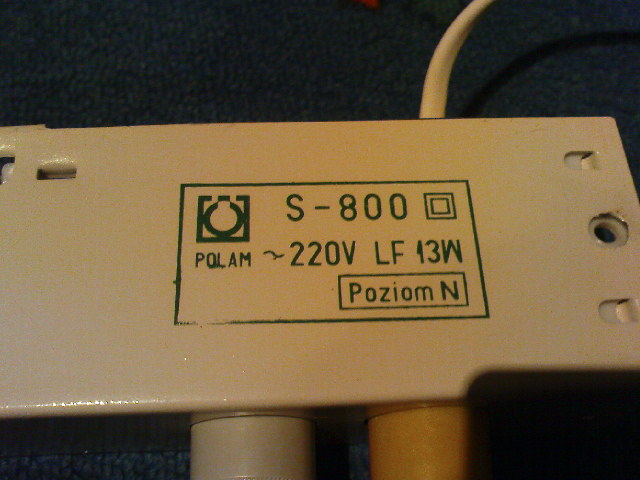 S-800
POLAM ~220V LF 13W
Poziom N